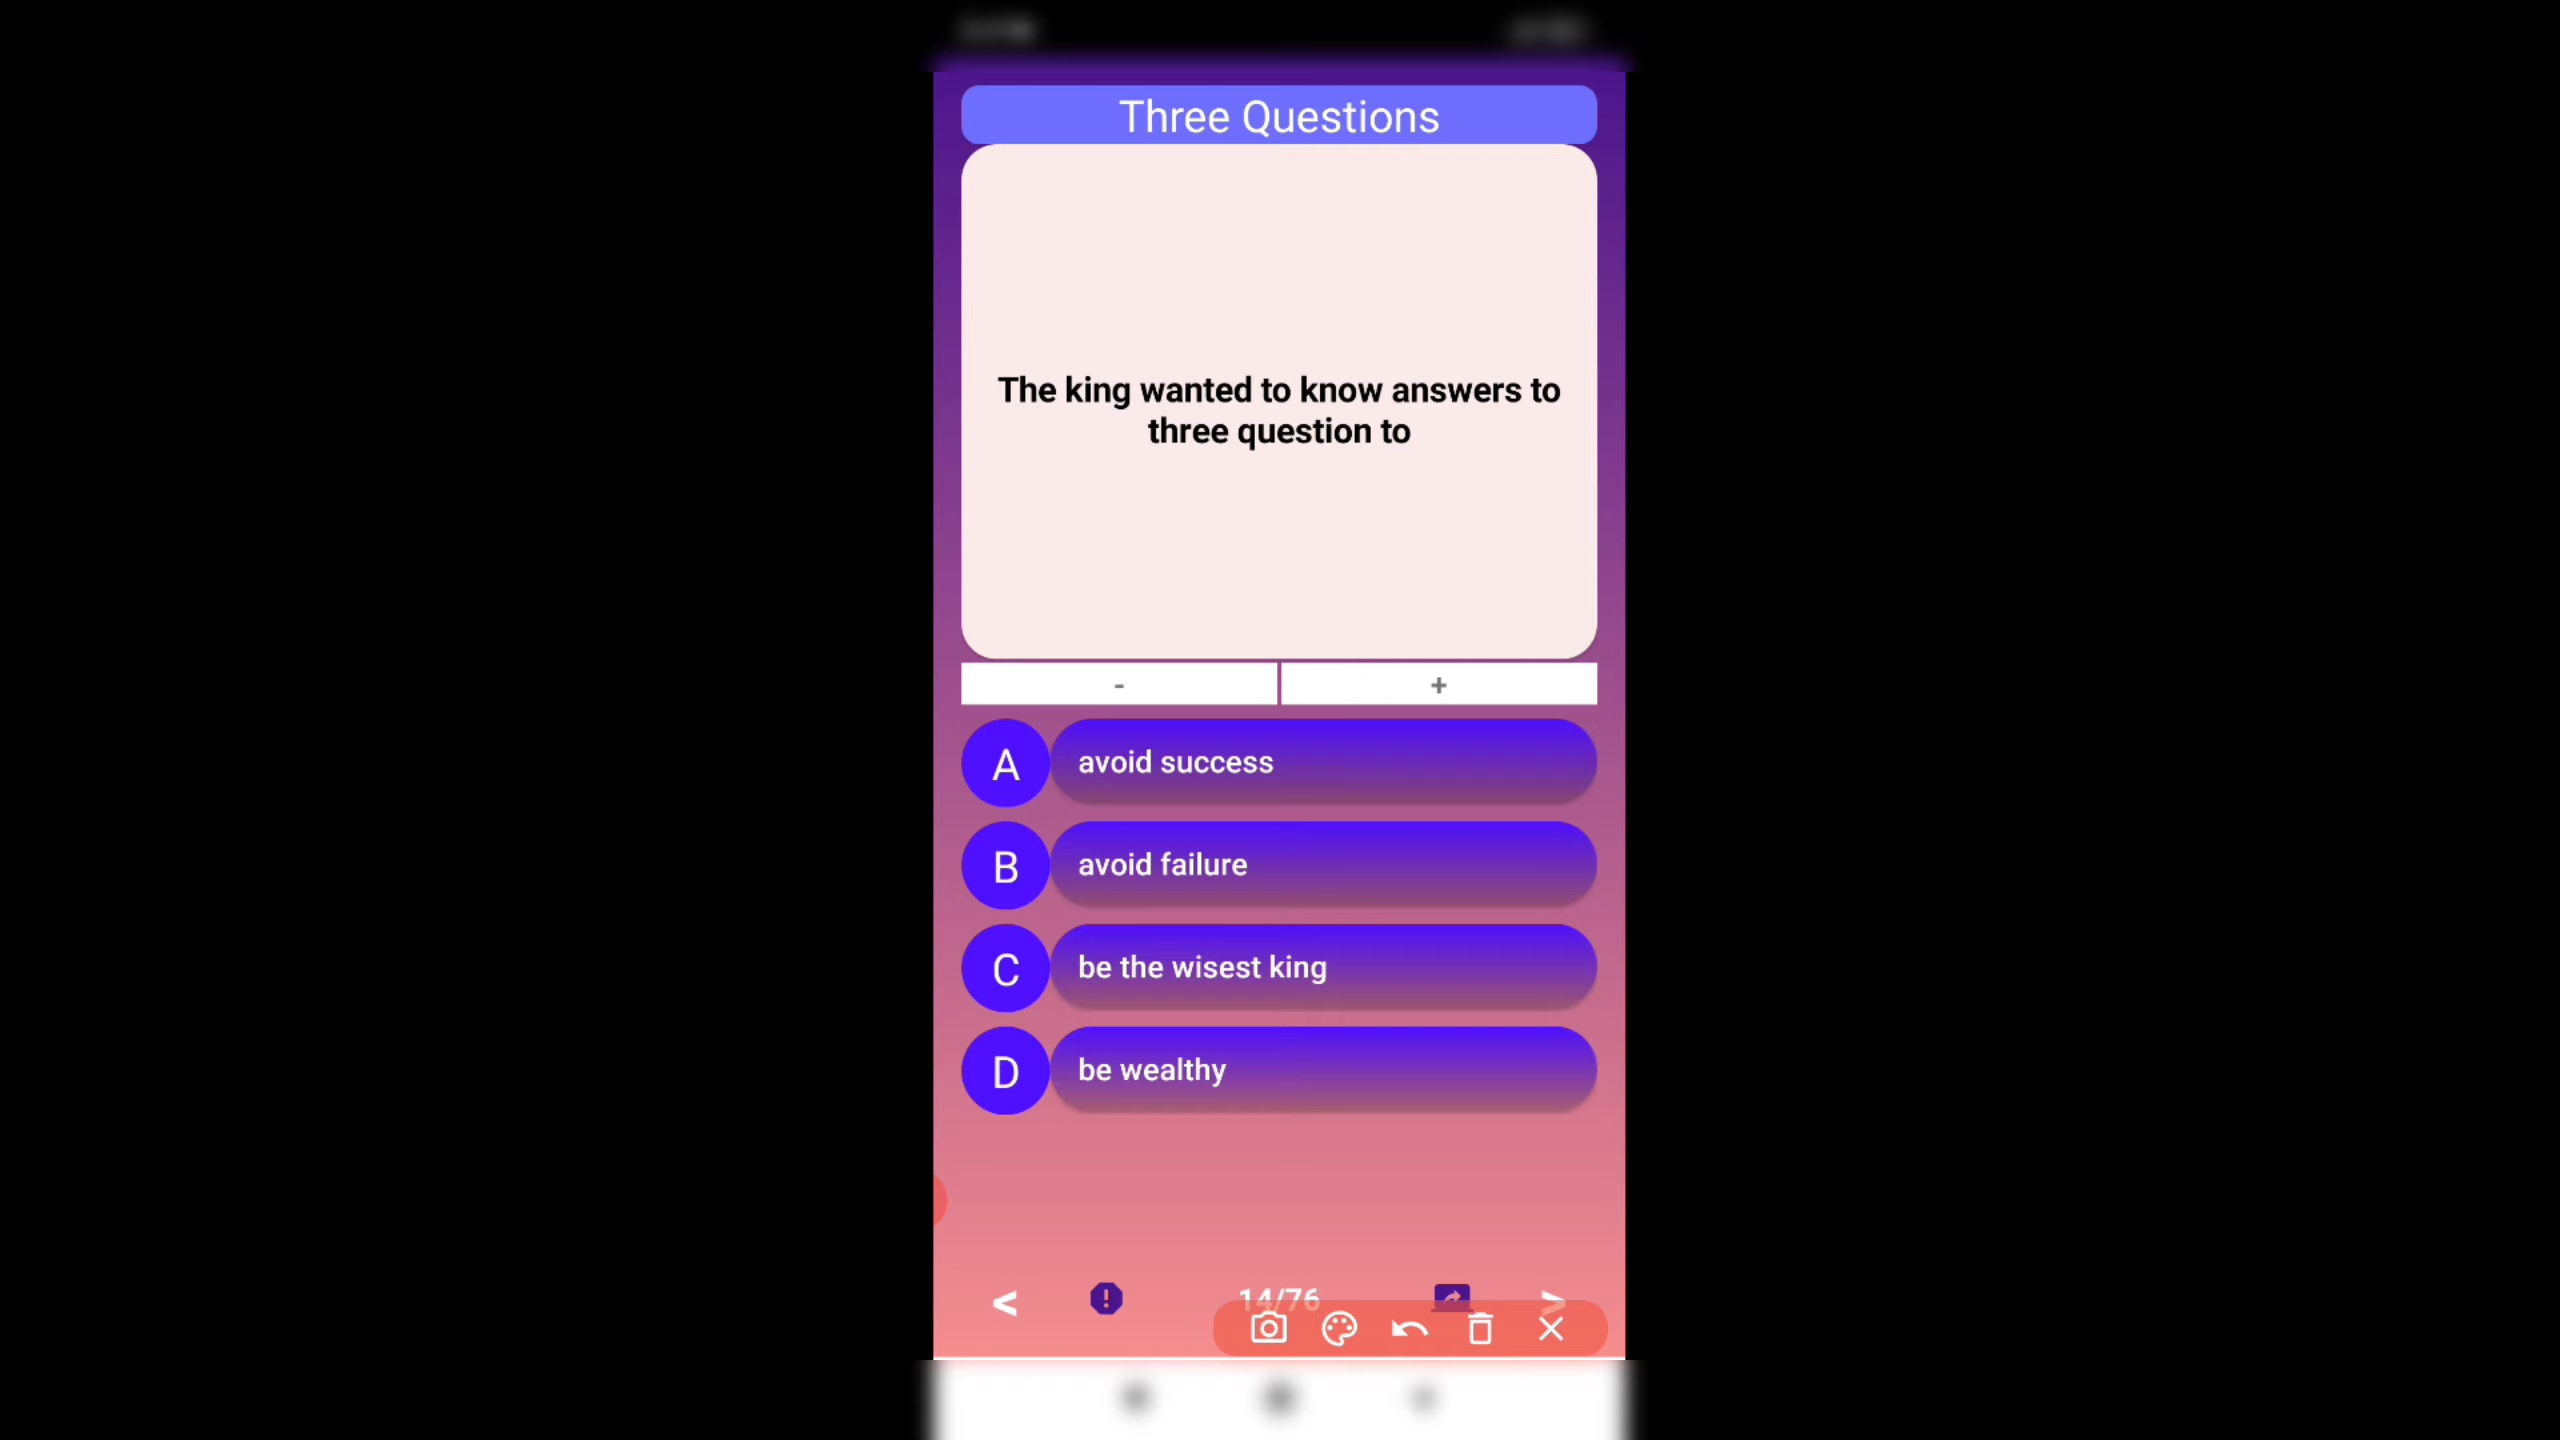 Three Questions
The king wanted to know answers to
three question to
- +
A avoid success
B avoid failure
C be the wisest king
D be wealthy
< 14/76 >